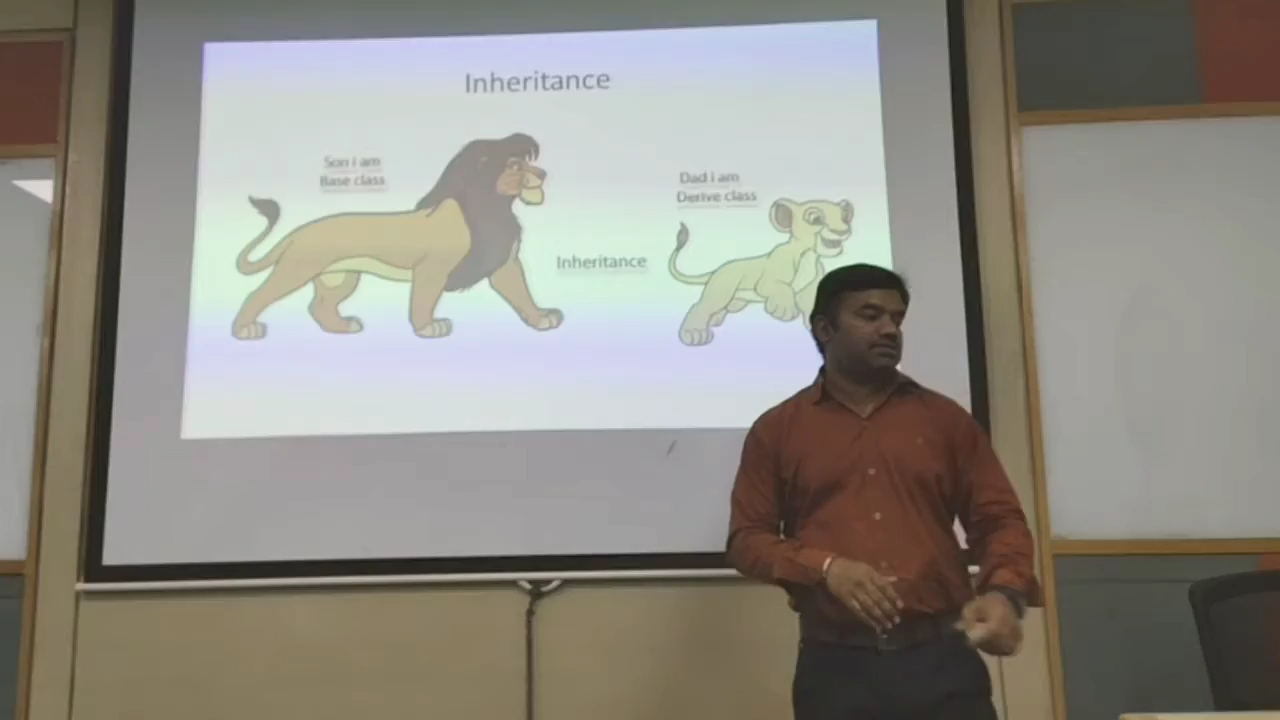 Inheritance
Son i am
Base class
Dad i am
Derive class
Inheritance